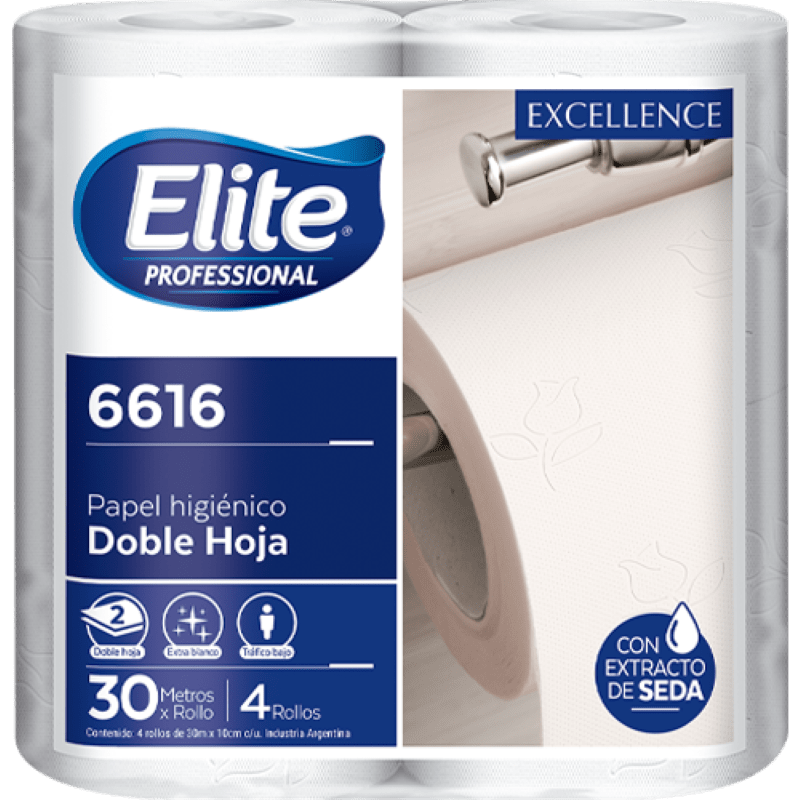 EXCELLENCE
Elite®
PROFESSIONAL
6616
Papel higiénico
Doble Hoja
2
Doble hoja
Extra blanco
Tráfico bajo
30 Metros x Rollo
4 Rollos
Contenido: 4 rollos de 30m x 10cm c/u. Industria Argentina
CON
EXTRACTO
DE SEDA